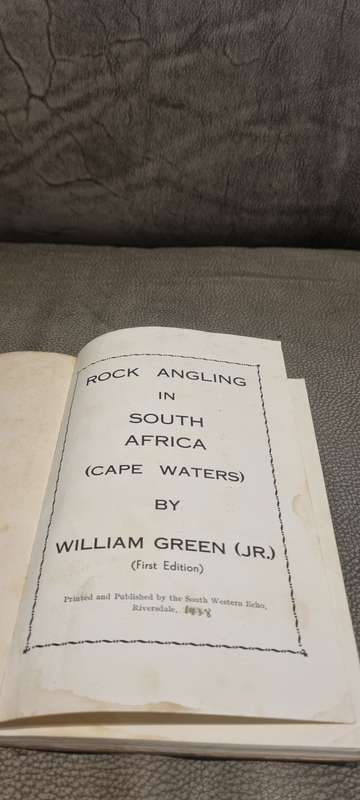 ROCK ANGLING
IN
SOUTH
AFRICA
(CAPE WATERS)
BY
WILLIAM GREEN (JR.)
(First Edition)
Printed and Published by the South Western Echo,
Riversdale,